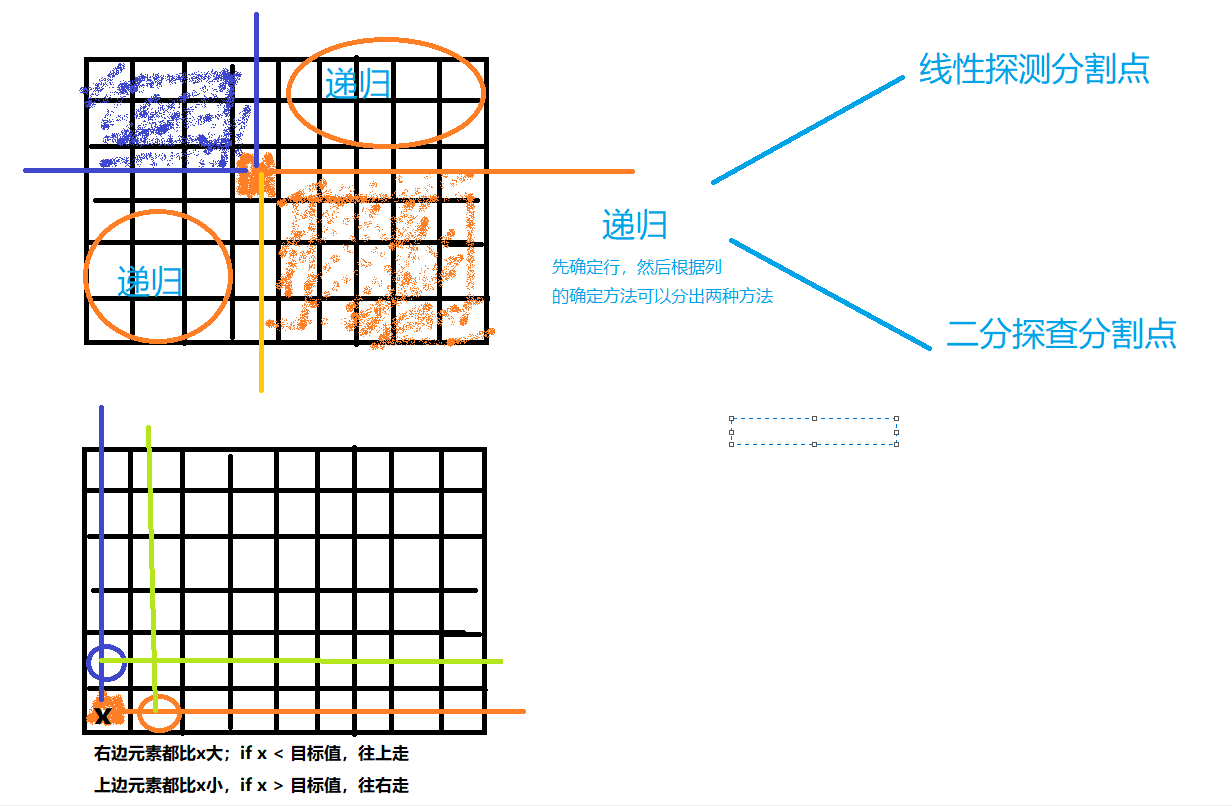 递归
线性探测分割点
递归
递归
先确定行，然后根据列
的确定方法可以分出两种方法
二分探查分割点
x
右边元素都比x大；if x < 目标值，往上走
上边元素都比x小，if x > 目标值，往右走